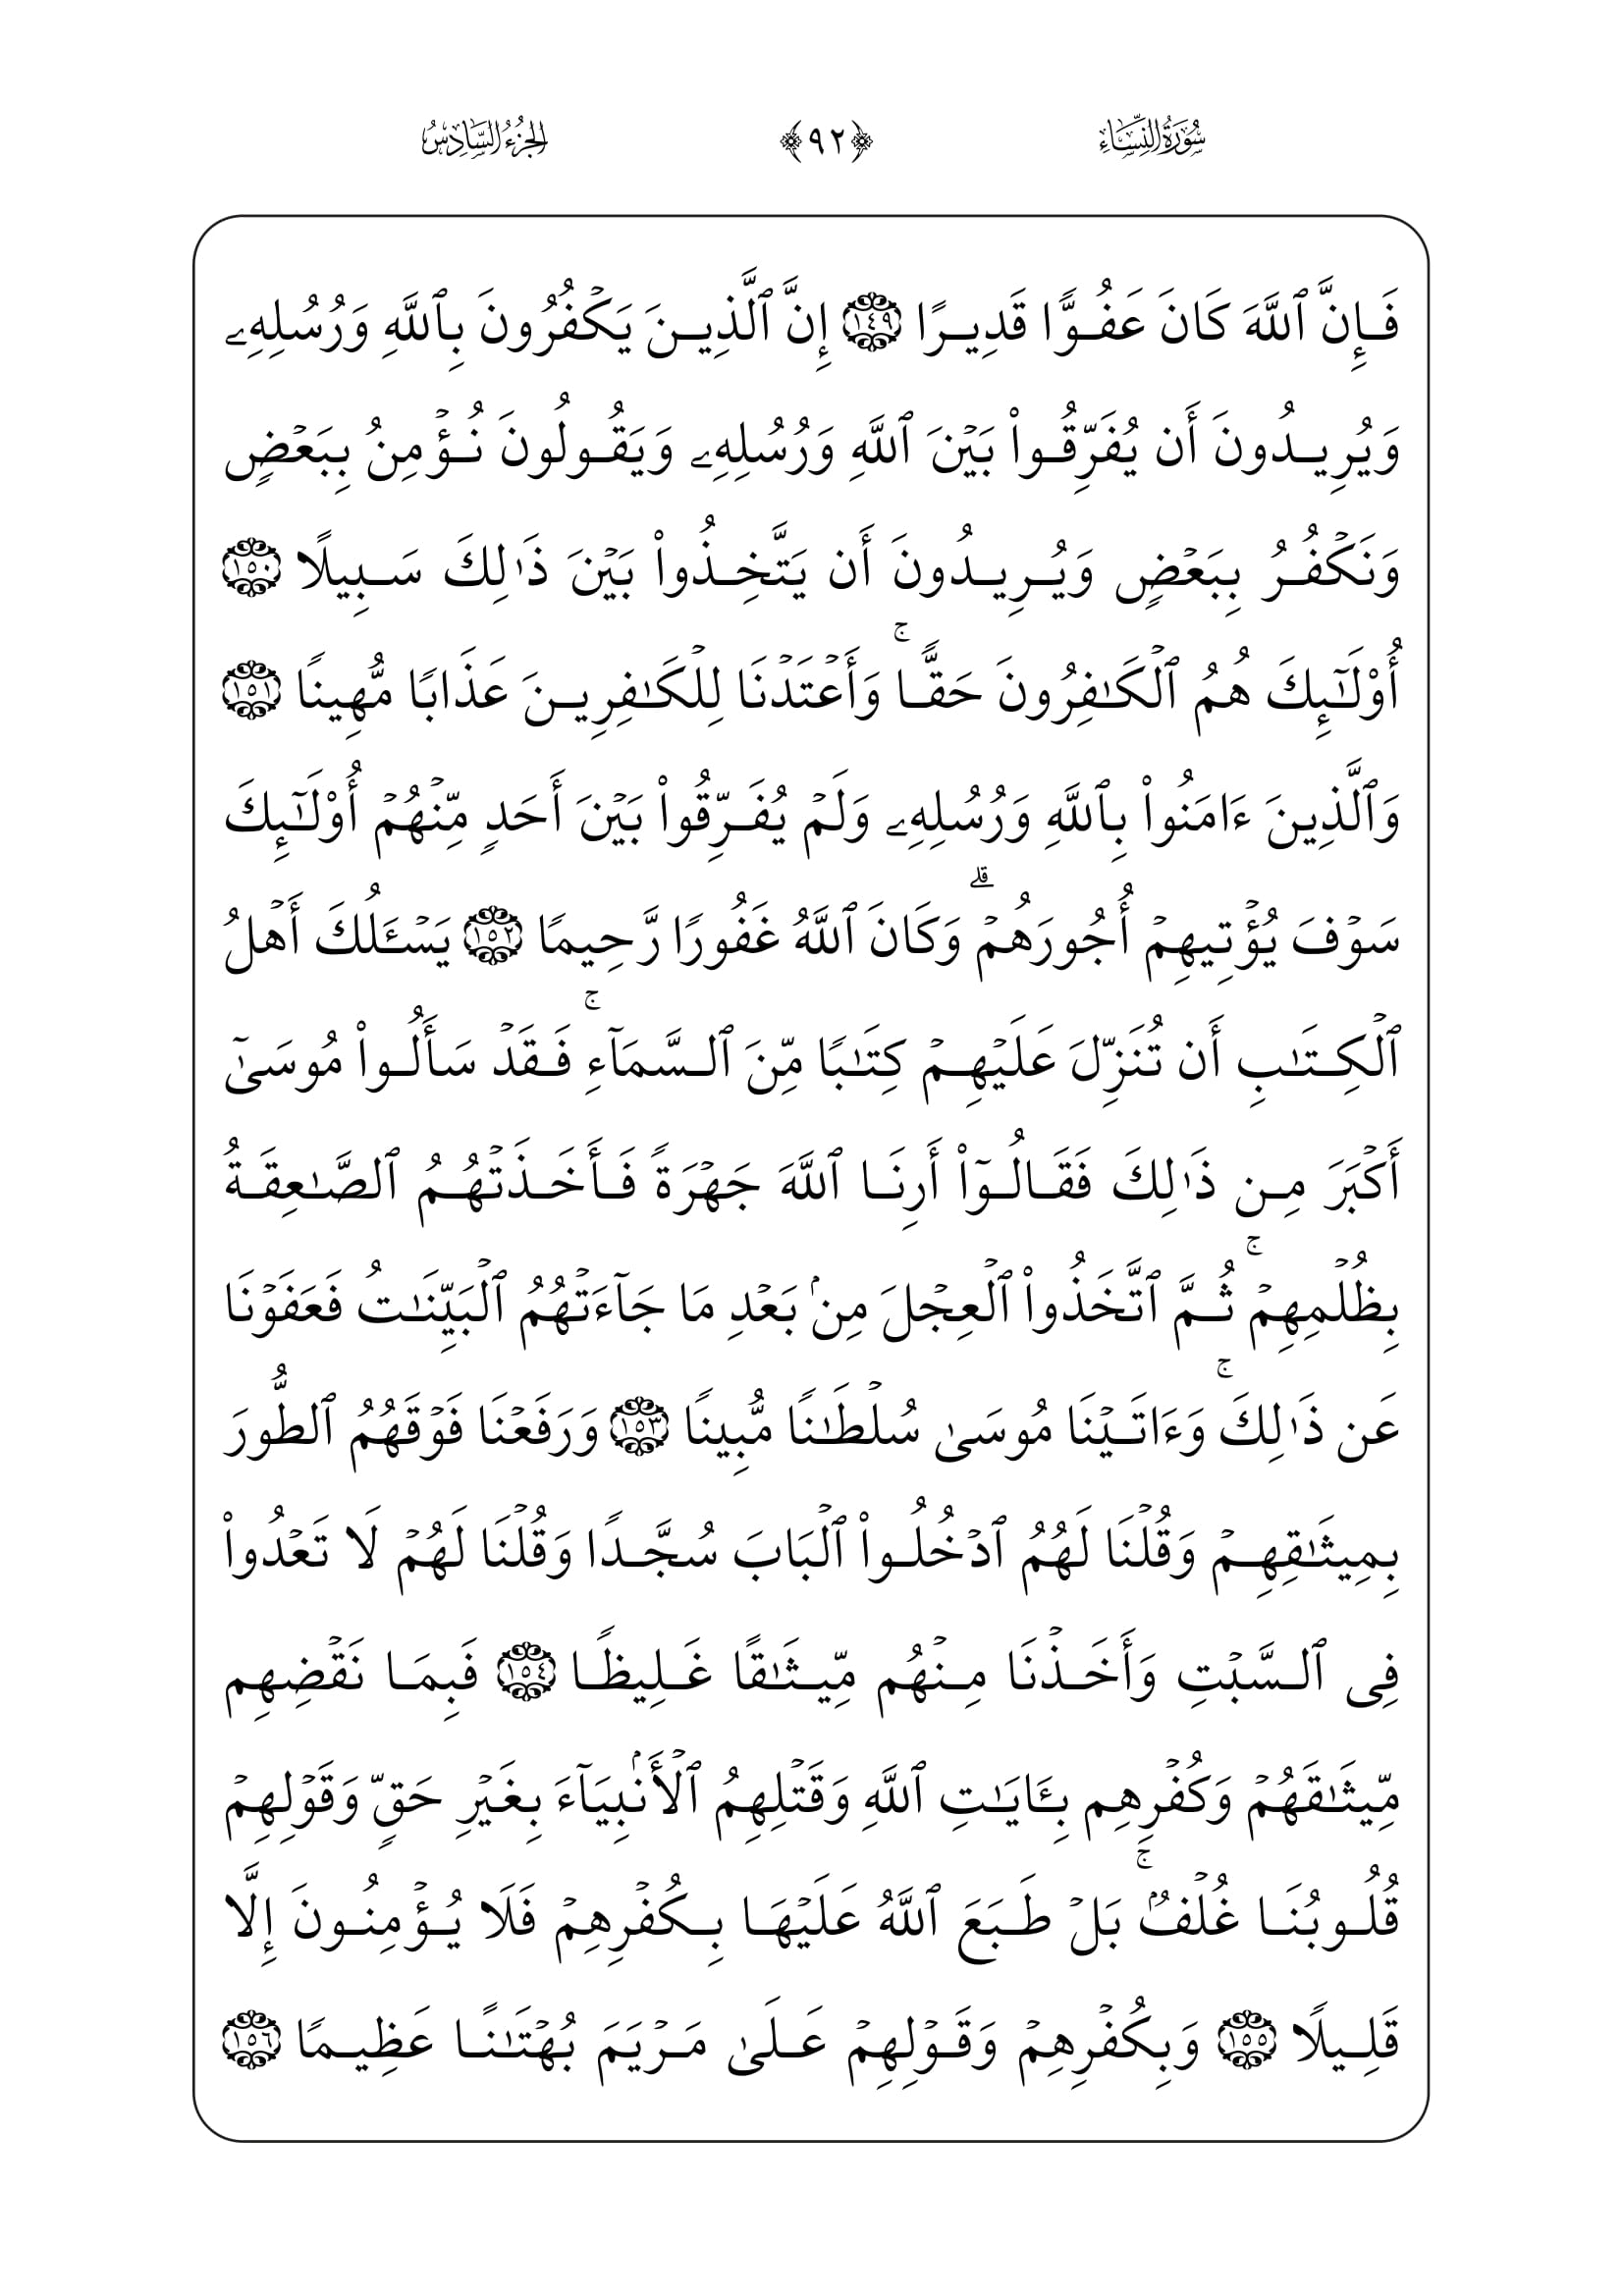 سُورَةُ النِّسَاءِ ﴿٩٢﴾ الجُزْءُ السَّادِسُ
فَإِنَّ ٱللَّهَ كَانَ عَفُوًّا قَدِيرًا ١٤٩ إِنَّ ٱلَّذِينَ يَكۡفُرُونَ بِٱللَّهِ وَرُسُلِهِۦ
وَيُرِيدُونَ أَن يُفَرِّقُواْ بَيۡنَ ٱللَّهِ وَرُسُلِهِۦ وَيَقُولُونَ نُؤۡمِنُ بِبَعۡضٍ
وَنَكۡفُرُ بِبَعۡضٍ وَيُرِيدُونَ أَن يَتَّخِذُواْ بَيۡنَ ذَٰلِكَ سَبِيلًا ١٥٠
أُوْلَٰٓئِكَ هُمُ ٱلۡكَٰفِرُونَ حَقًّاۚ وَأَعۡتَدۡنَا لِلۡكَٰفِرِينَ عَذَابًا مُّهِينًا ١٥١
وَٱلَّذِينَ ءَامَنُواْ بِٱللَّهِ وَرُسُلِهِۦ وَلَمۡ يُفَرِّقُواْ بَيۡنَ أَحَدٍ مِّنۡهُمۡ أُوْلَٰٓئِكَ
سَوۡفَ يُؤۡتِيهِمۡ أُجُورَهُمۡۗ وَكَانَ ٱللَّهُ غَفُورًا رَّحِيمًا ١٥٢ يَسۡـَٔلُكَ أَهۡلُ
ٱلۡكِتَٰبِ أَن تُنَزِّلَ عَلَيۡهِمۡ كِتَٰبًا مِّنَ ٱلسَّمَآءِۚ فَقَدۡ سَأَلُواْ مُوسَىٰٓ
أَكۡبَرَ مِن ذَٰلِكَ فَقَالُوٓاْ أَرِنَا ٱللَّهَ جَهۡرَةً فَأَخَذَتۡهُمُ ٱلصَّٰعِقَةُ
بِظُلۡمِهِمۡۚ ثُمَّ ٱتَّخَذُواْ ٱلۡعِجۡلَ مِنۢ بَعۡدِ مَا جَآءَتۡهُمُ ٱلۡبَيِّنَٰتُ فَعَفَوۡنَا
عَن ذَٰلِكَۚ وَءَاتَيۡنَا مُوسَىٰ سُلۡطَٰنًا مُّبِينًا ١٥٣ وَرَفَعۡنَا فَوۡقَهُمُ ٱلطُّورَ
بِمِيثَٰقِهِمۡ وَقُلۡنَا لَهُمُ ٱدۡخُلُواْ ٱلۡبَابَ سُجَّدًا وَقُلۡنَا لَهُمۡ لَا تَعۡدُواْ
فِى ٱلسَّبۡتِ وَأَخَذۡنَا مِنۡهُم مِّيثَٰقًا غَلِيظًا ١٥٤ فَبِمَا نَقۡضِهِم
مِّيثَٰقَهُمۡ وَكُفۡرِهِم بِـَٔايَٰتِ ٱللَّهِ وَقَتۡلِهِمُ ٱلۡأَنۢبِيَآءَ بِغَيۡرِ حَقٍّ وَقَوۡلِهِمۡ
قُلُوبُنَا غُلۡفُۢۚ بَلۡ طَبَعَ ٱللَّهُ عَلَيۡهَا بِكُفۡرِهِمۡ فَلَا يُؤۡمِنُونَ إِلَّا
قَلِيلًا ١٥٥ وَبِكُفۡرِهِمۡ وَقَوۡلِهِمۡ عَلَىٰ مَرۡيَمَ بُهۡتَٰنًا عَظِيمًا ١٥٦